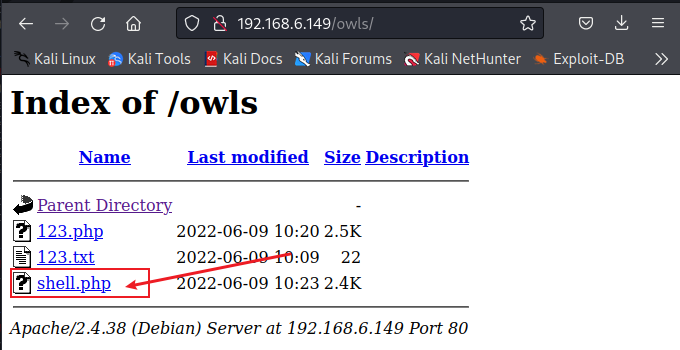 192.168.6.149/owls/
Kali Linux Kali Tools Kali Docs Kali Forums Kali NetHunter Exploit-DB
Index of /owls
Name Last modified Size Description
Parent Directory -
123.php 2022-06-09 10:20 2.5K
123.txt 2022-06-09 10:09 22
shell.php 2022-06-09 10:23 2.4K
Apache/2.4.38 (Debian) Server at 192.168.6.149 Port 80